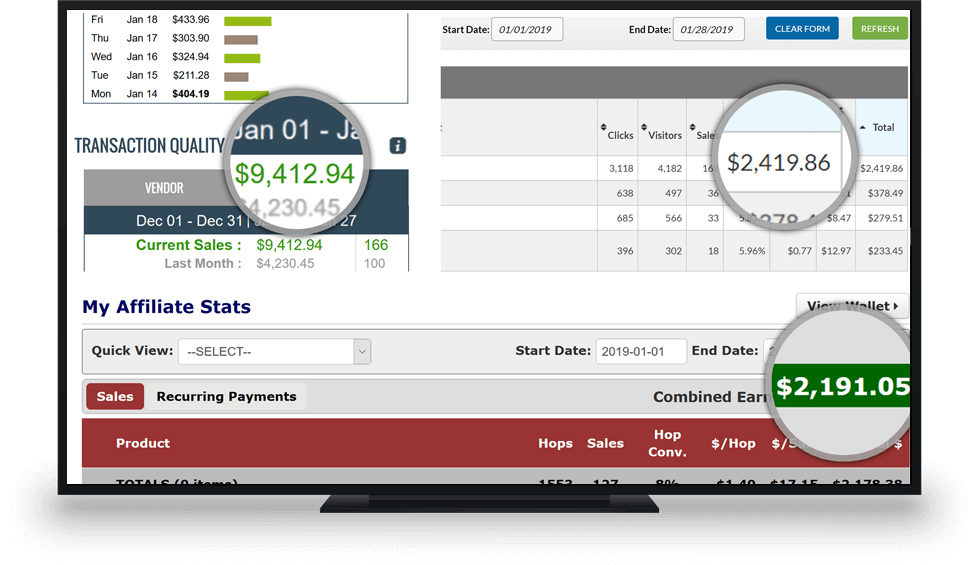 Fri Jan 18 $433.96
Thu Jan 17 $303.90
Wed Jan 16 $324.94
Tue Jan 15 $211.28
Mon Jan 14 $404.19
Start Date: 01/01/2019 End Date: 01/28/2019 CLEAR FORM REFRESH
Clicks Visitors Sale Total
3,118 4,182 16 $2,419.86 $2,419.86
638 497 36 $378.49
685 566 33 $8.47 $279.51
396 302 18 5.96% $0.77 $12.97 $233.45
TRANSACTION QUALITY
Jan 01 - Ja
$9,412.94
$4,230.45
VENDOR
Dec 01 - Dec 31 | 27
Current Sales : $9,412.94 166
Last Month : $4,230.45 100
My Affiliate Stats View Wallet
Quick View: --SELECT-- Start Date: 2019-01-01 End Date:
Sales Recurring Payments Combined Earn $2,191.05
Product Hops Sales Hop Conv. $/Hop
TOTALS (9 items) 1553 127 8% $1.40 $17.15 $2,178.38